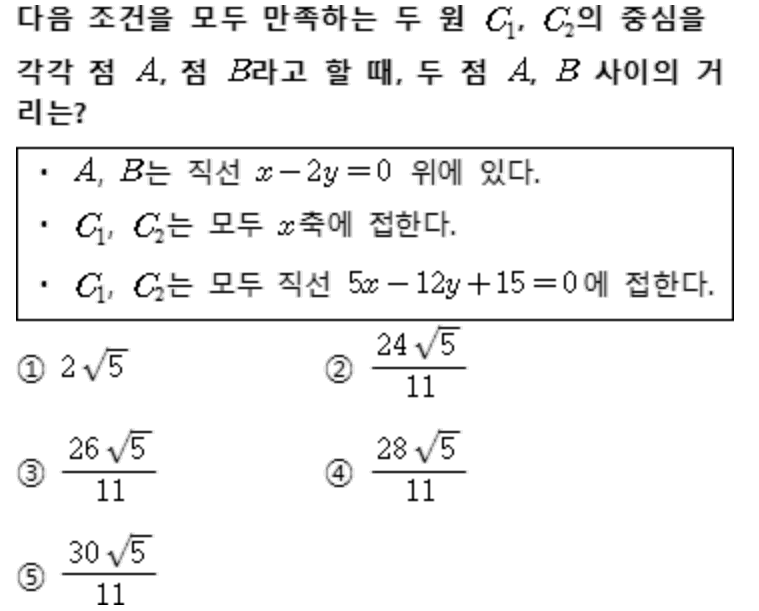 다음 조건을 모두 만족하는 두 원 C₁, C₂의 중심을
각각 점 A, 점 B라고 할 때, 두 점 A, B 사이의 거
리는?
· A, B는 직선 x－2y＝0 위에 있다.
· C₁, C₂는 모두 x축에 접한다.
· C₁, C₂는 모두 직선 5x－12y＋15＝0에 접한다.
① 2√5 ② 24√5/11
③ 26√5/11 ④ 28√5/11
⑤ 30√5/11